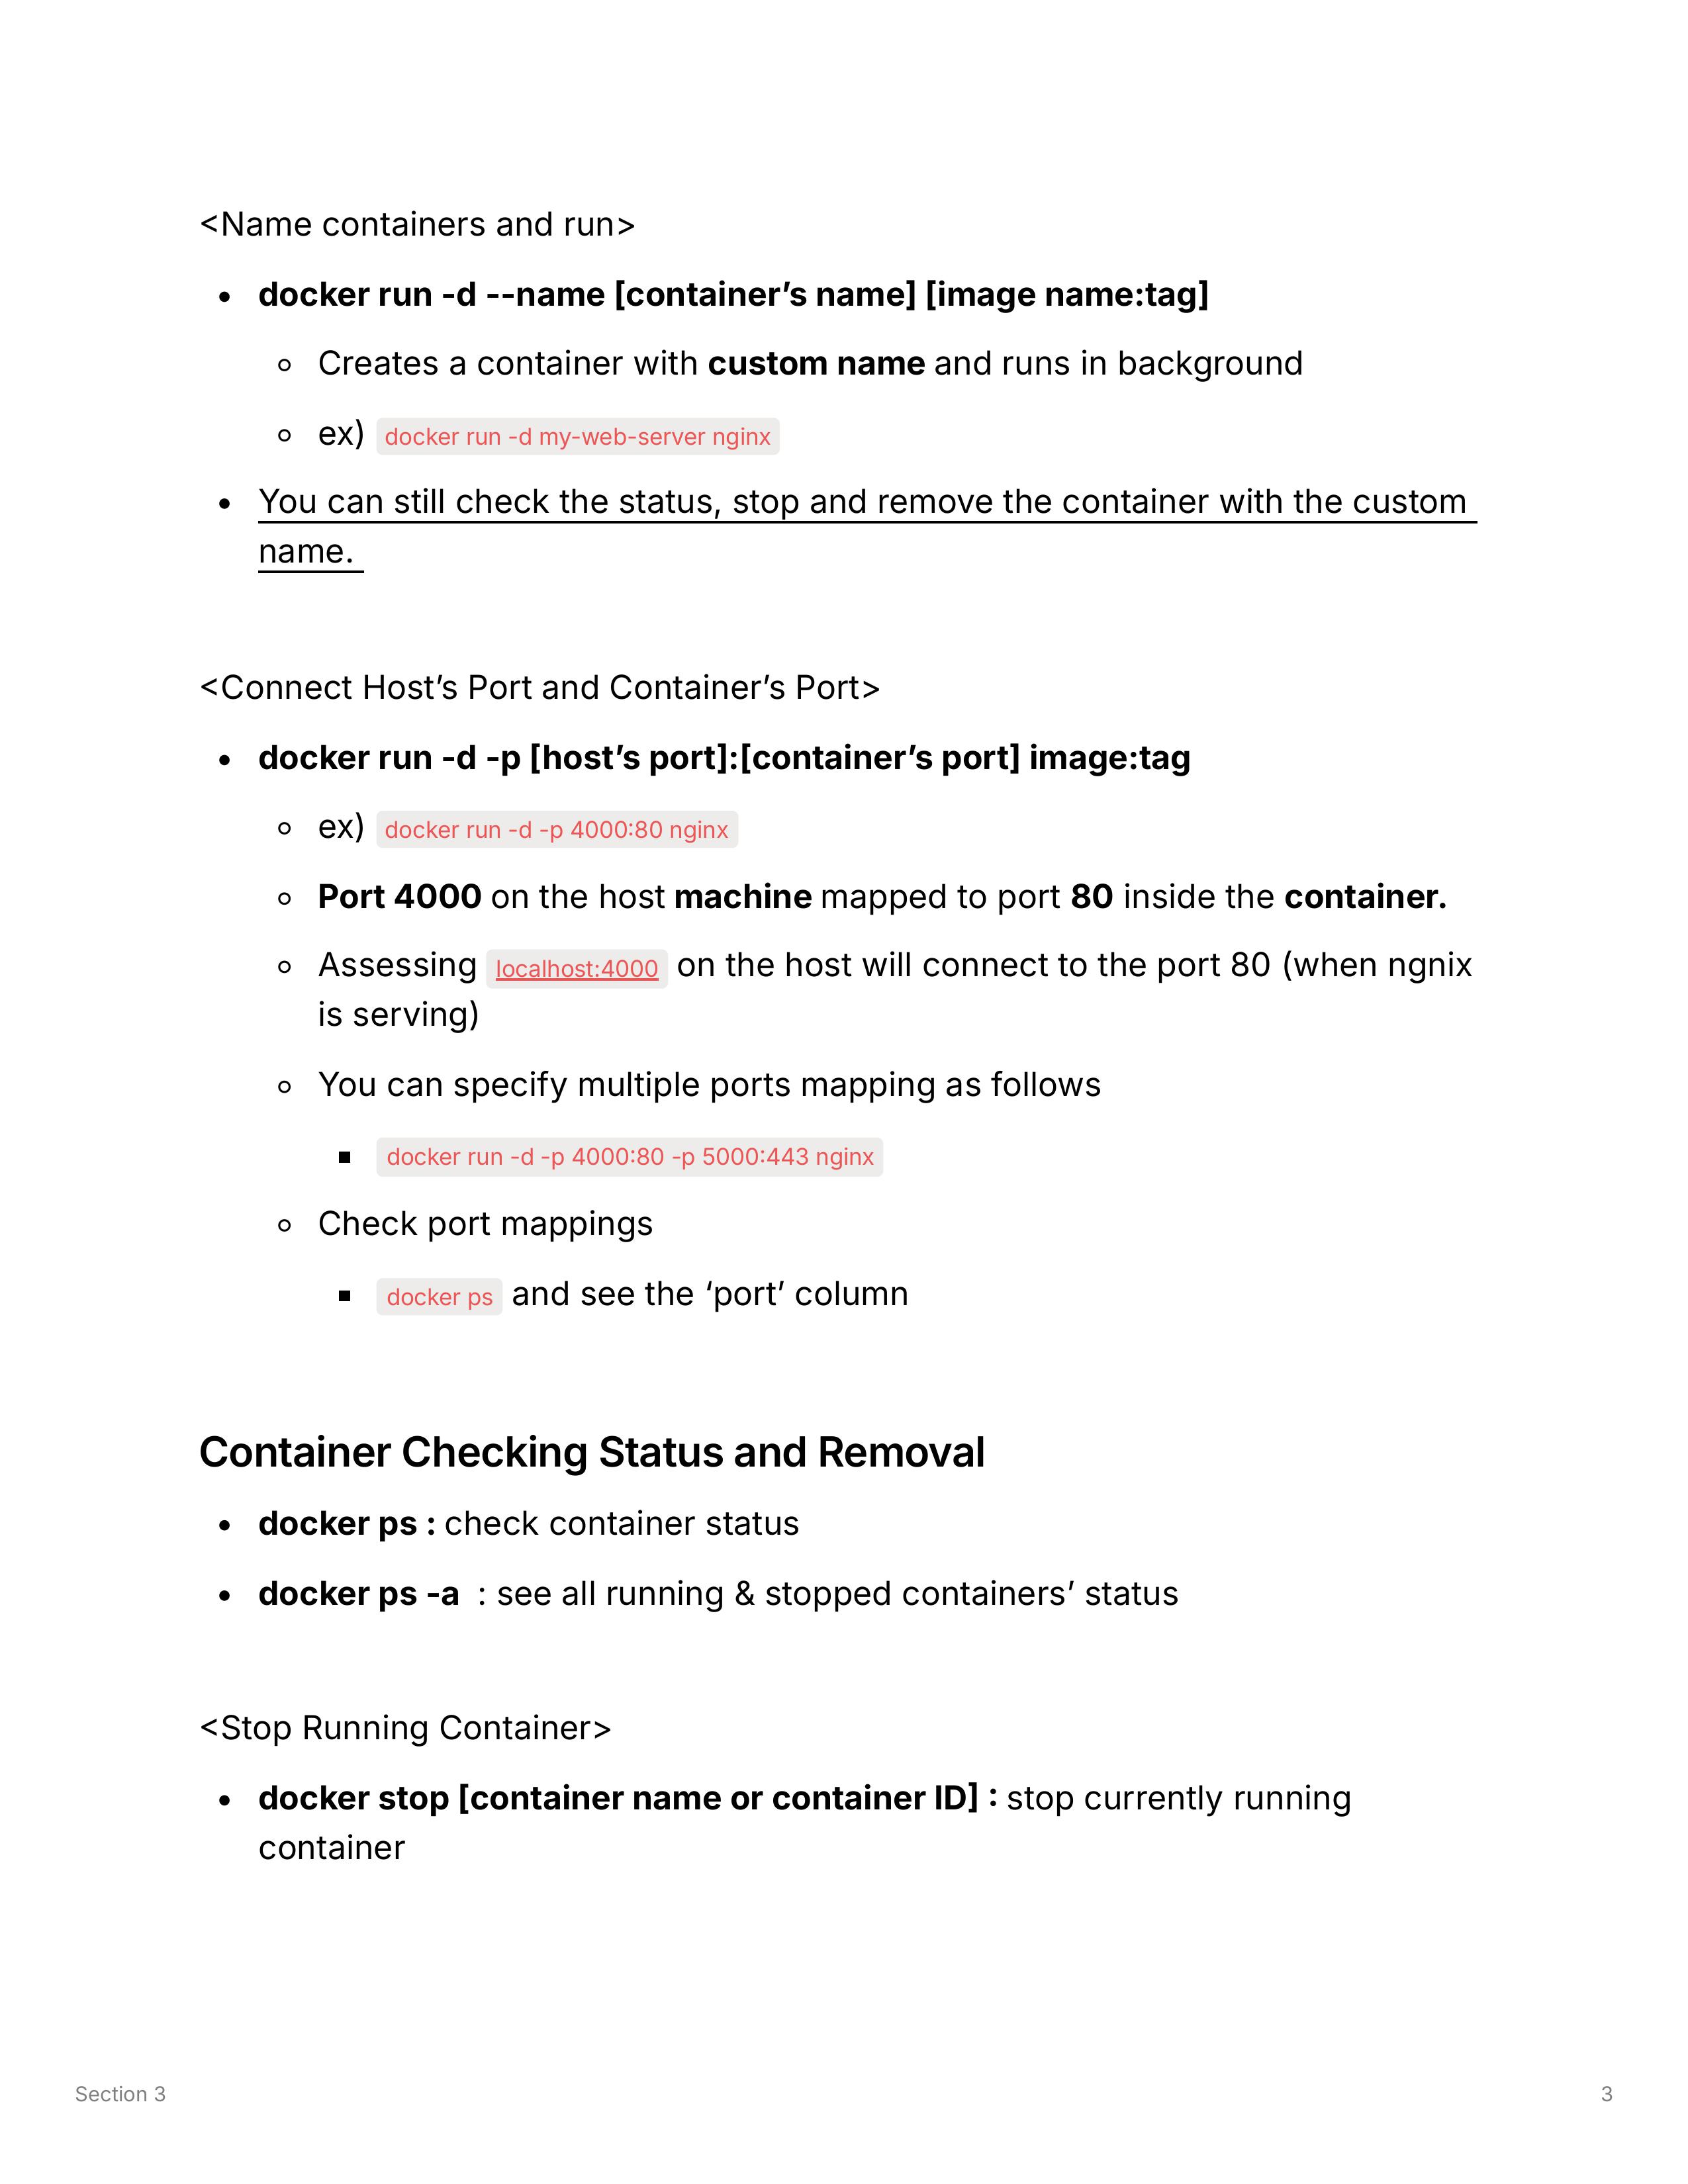 <Name containers and run>
• docker run -d --name [container’s name] [image name:tag]
◦ Creates a container with custom name and runs in background
◦ ex) docker run -d my-web-server nginx
• You can still check the status, stop and remove the container with the custom
name.
<Connect Host’s Port and Container’s Port>
• docker run -d -p [host’s port]:[container’s port] image:tag
◦ ex) docker run -d -p 4000:80 nginx
◦ Port 4000 on the host machine mapped to port 80 inside the container.
◦ Assessing localhost:4000 on the host will connect to the port 80 (when ngnix
is serving)
◦ You can specify multiple ports mapping as follows
▪ docker run -d -p 4000:80 -p 5000:443 nginx
◦ Check port mappings
▪ docker ps and see the ‘port’ column
Container Checking Status and Removal
• docker ps : check container status
• docker ps -a : see all running & stopped containers’ status
<Stop Running Container>
• docker stop [container name or container ID] : stop currently running
container
Section 3 3